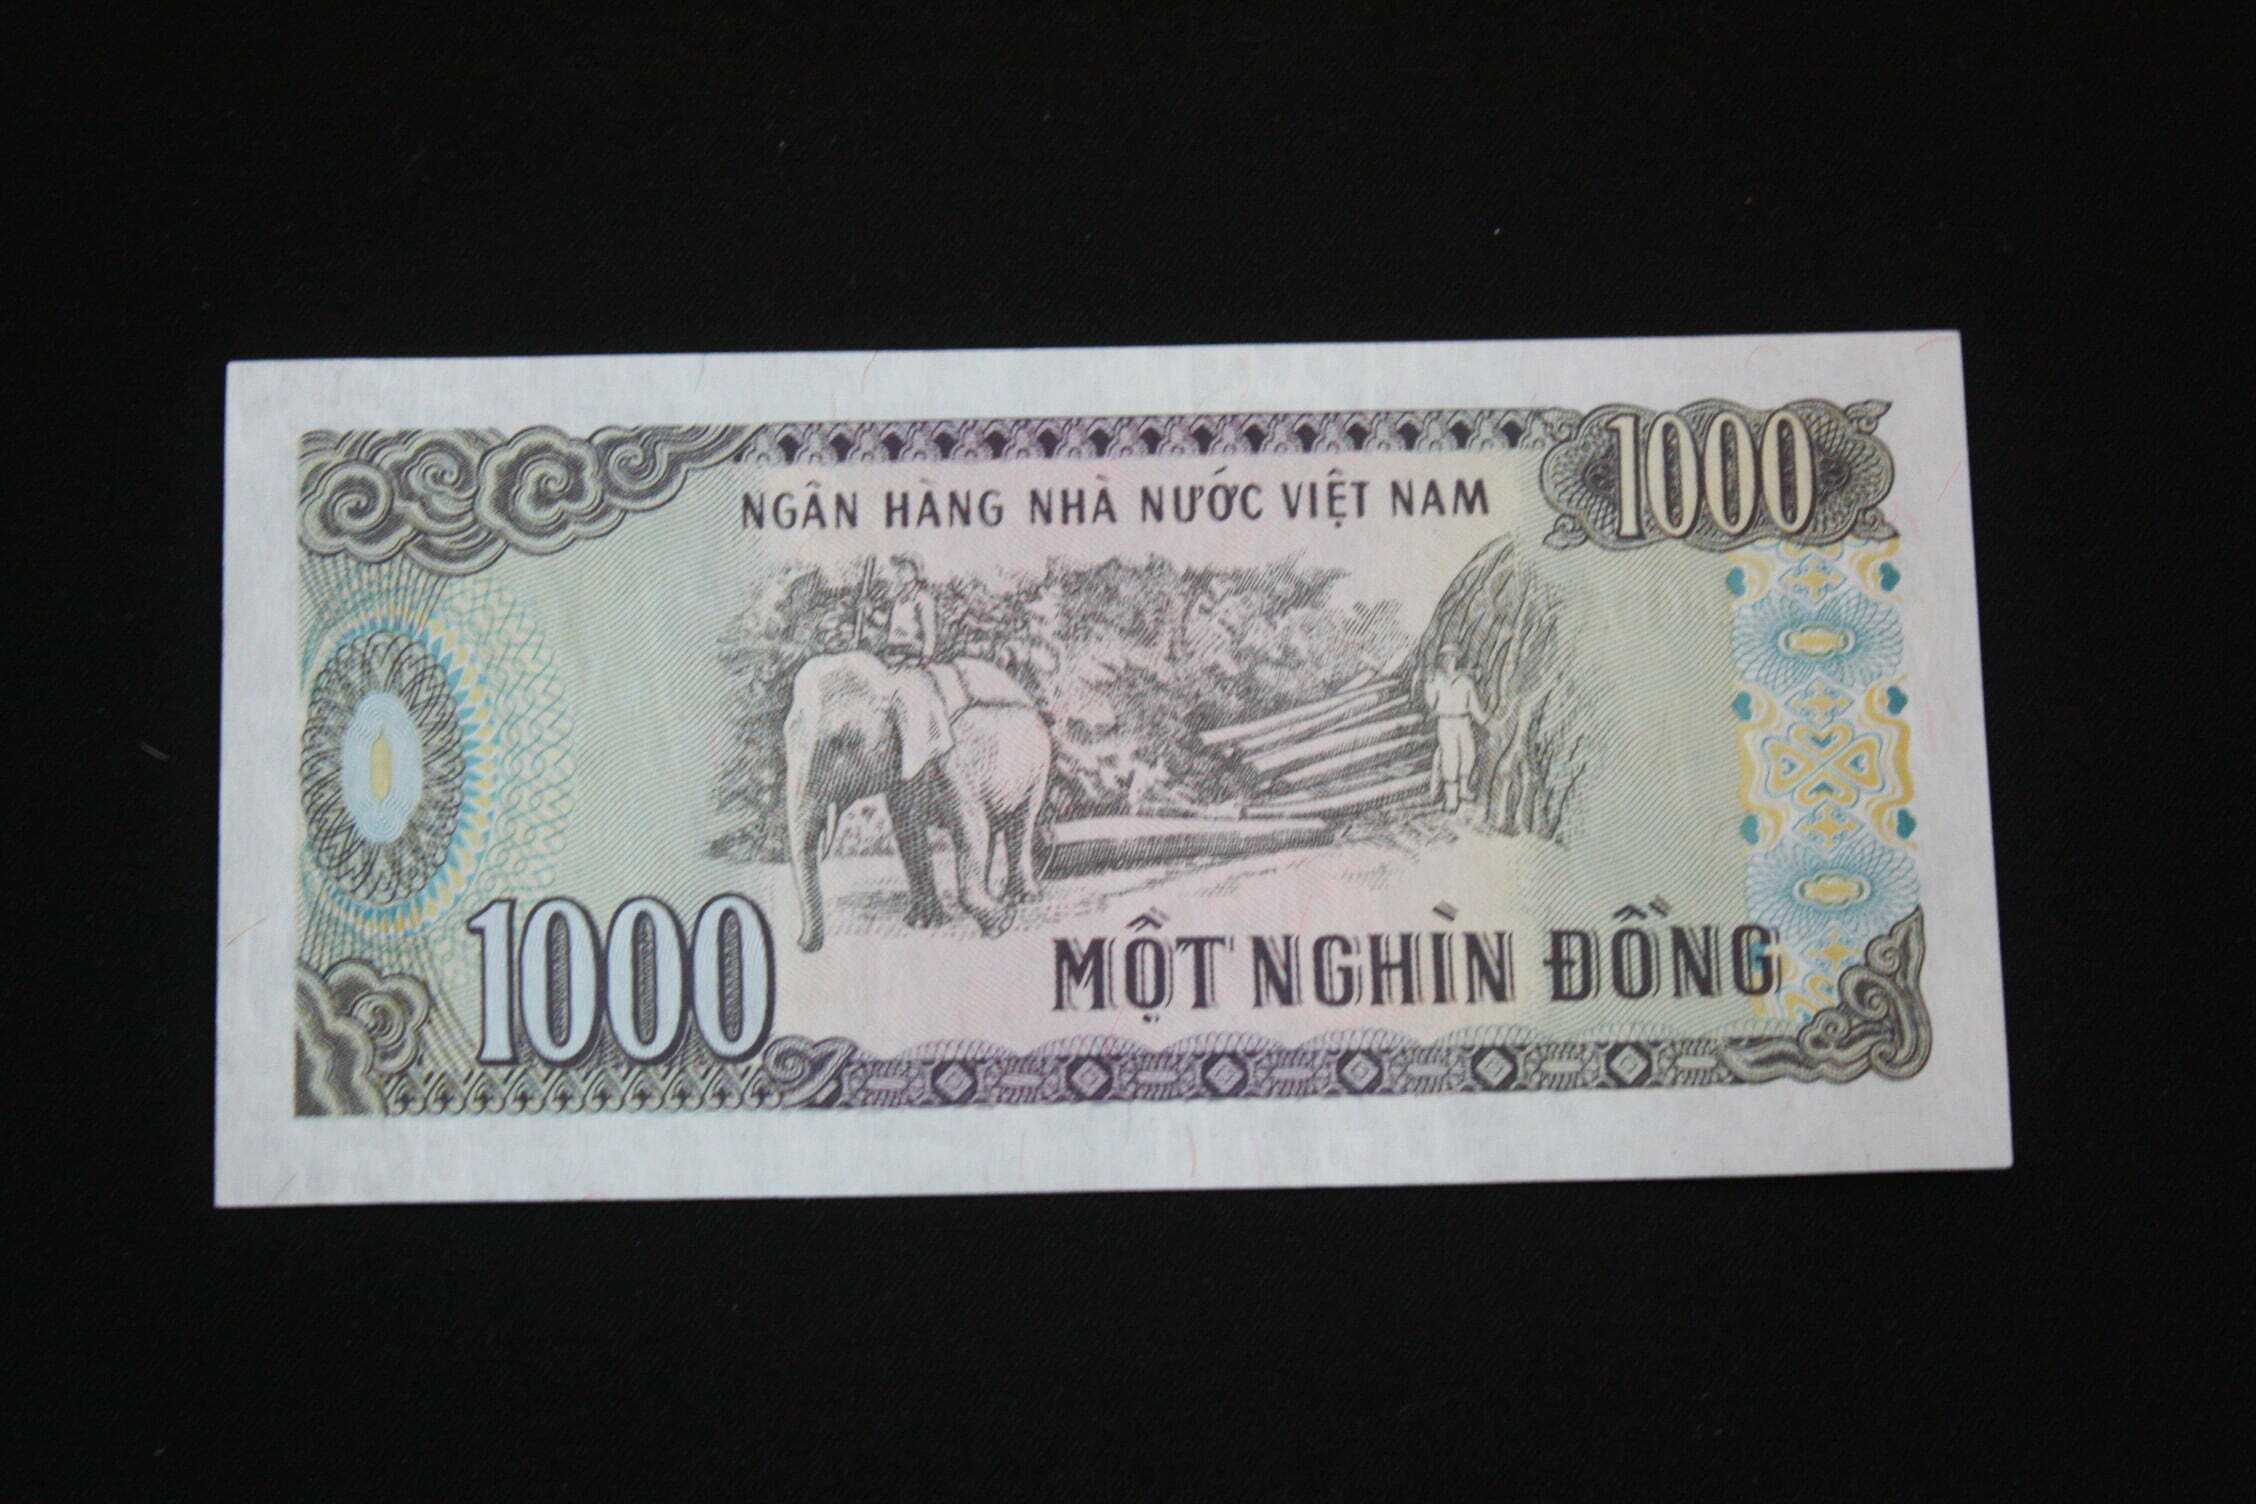 NGÂN HÀNG NHÀ NƯỚC VIỆT NAM
1000
1000
MỘT NGHÌN ĐỒNG